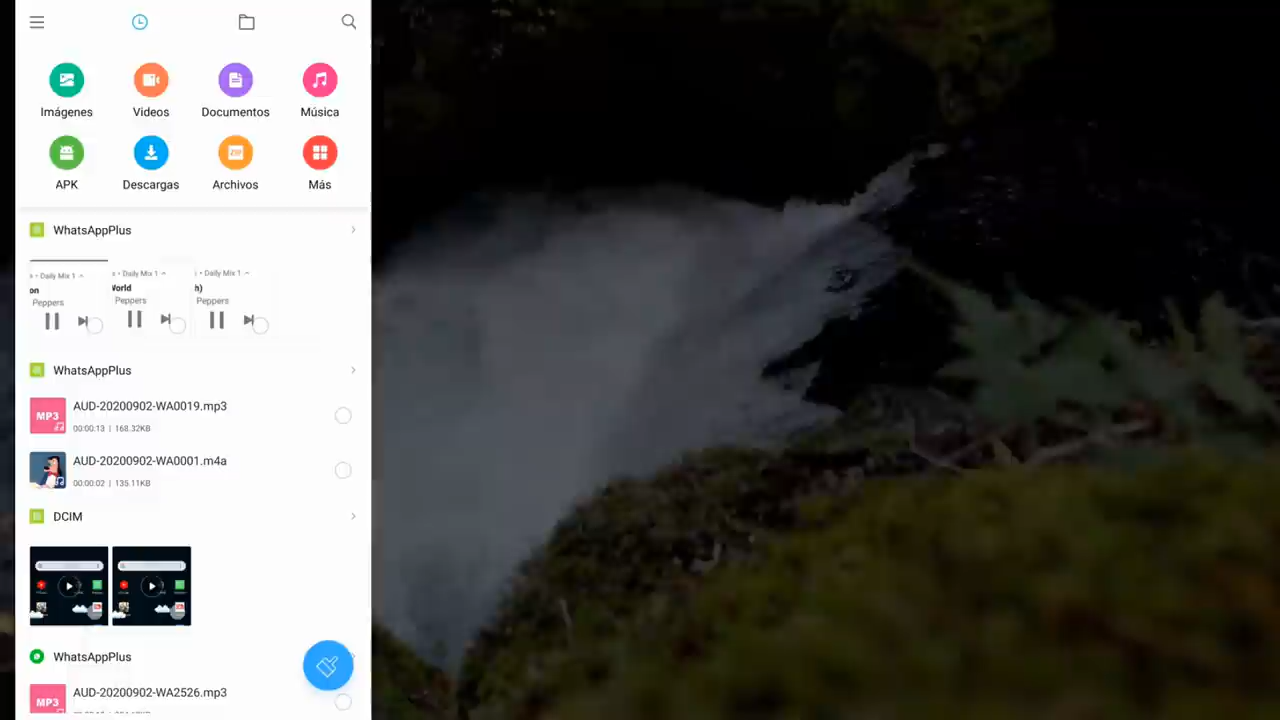 Imágenes Videos Documentos Música
ZIP
APK Descargas Archivos Más
WhatsAppPlus
• Daily Mix 1 • Daily Mix 1 • Daily Mix 1
on World h)
Peppers Peppers Peppers
WhatsAppPlus
MP3 AUD-20200902-WA0019.mp3
00:00:13 | 168.32KB
AUD-20200902-WA0001.m4a
00:00:02 | 135.11KB
DCIM
WhatsAppPlus
MP3 AUD-20200902-WA2526.mp3